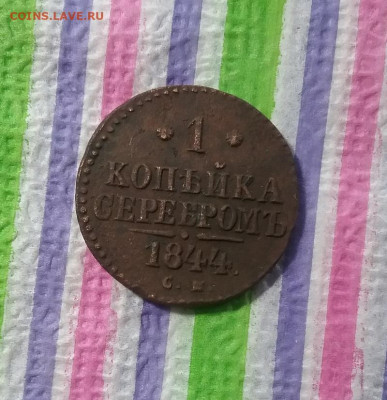 COINS.LAVE.RU
1
КОПѢЙКА
СЕРЕБРОМЪ
1844.
С. М.